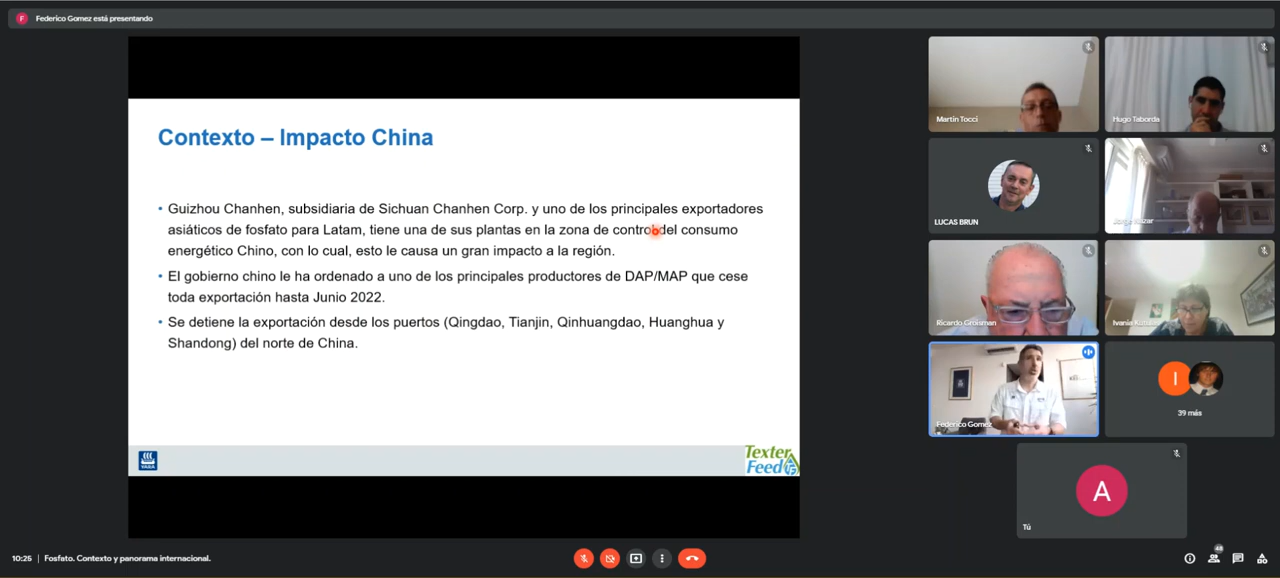 F
Federico Gomez está presentando
Contexto – Impacto China
• Guizhou Chanhen, subsidiaria de Sichuan Chanhen Corp. y uno de los principales exportadores
asiáticos de fosfato para Latam, tiene una de sus plantas en la zona de control del consumo
energético Chino, con lo cual, esto le causa un gran impacto a la región.
• El gobierno chino le ha ordenado a uno de los principales productores de DAP/MAP que cese
toda exportación hasta Junio 2022.
• Se detiene la exportación desde los puertos (Qingdao, Tianjin, Qinhuangdao, Huanghua y
Shandong) del norte de China.
YARA
Texter
Feed
Martin Tocci
Hugo Taborda
LUCAS BRUN
Ricardo Groisman
Ivania
Federico Gomez
I
39 más
A
Tú
10:25 | Fosfato. Contexto y panorama internacional.
48